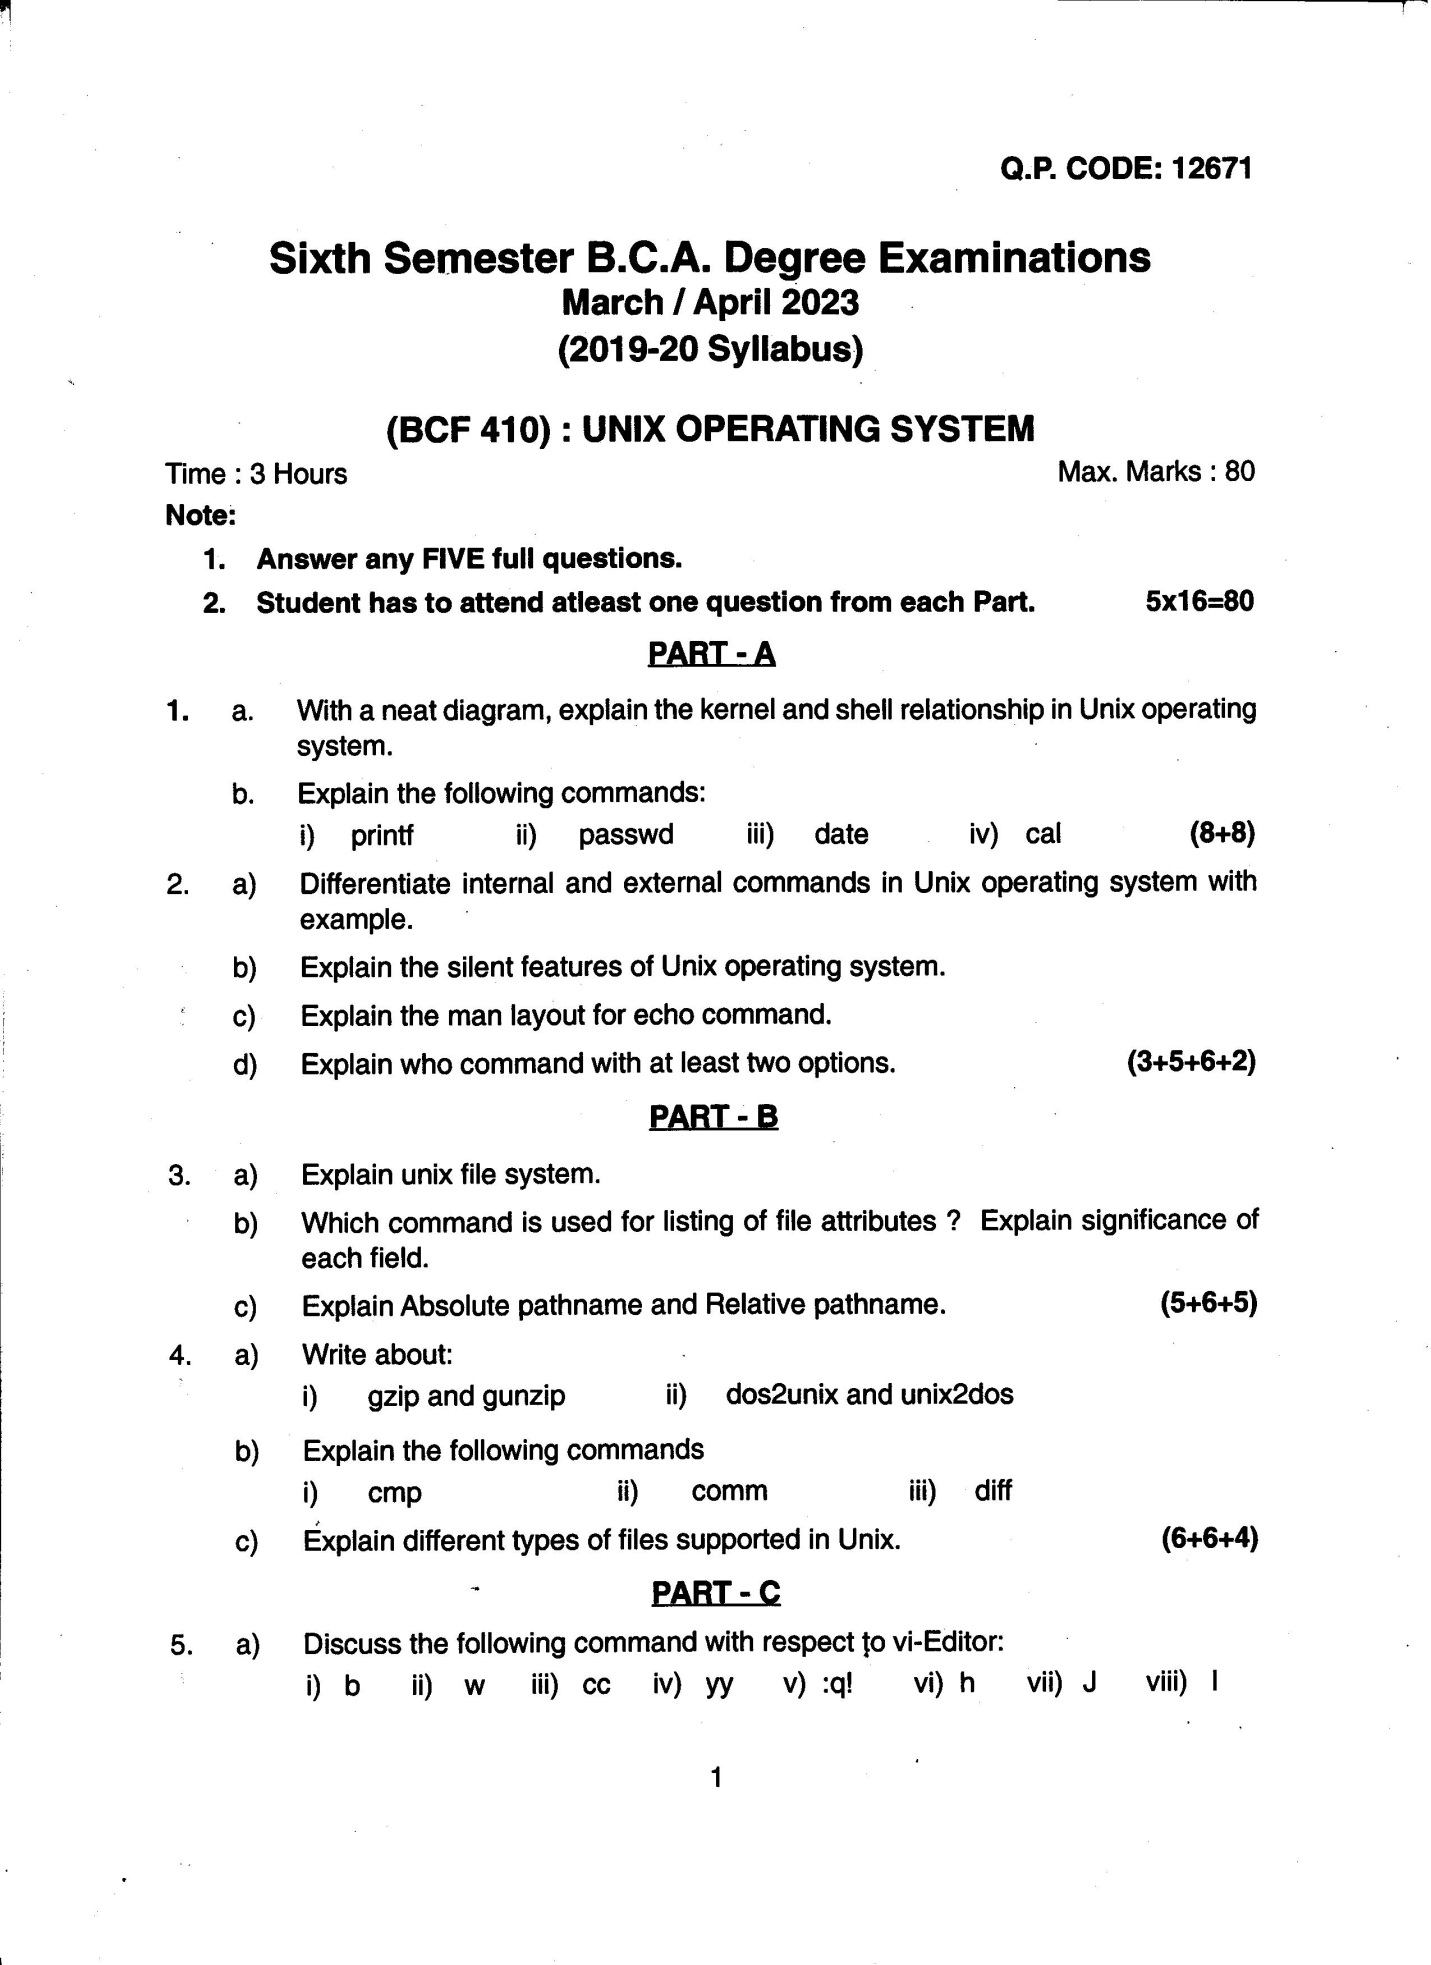 Q.P. CODE: 12671
Sixth Semester B.C.A. Degree Examinations
March / April 2023
(2019-20 Syllabus)
(BCF 410) : UNIX OPERATING SYSTEM
Time : 3 Hours Max. Marks : 80
Note:
1. Answer any FIVE full questions.
2. Student has to attend atleast one question from each Part. 5x16=80
PART - A
1. a. With a neat diagram, explain the kernel and shell relationship in Unix operating
system.
b. Explain the following commands:
i) printf ii) passwd iii) date iv) cal (8+8)
2. a) Differentiate internal and external commands in Unix operating system with
example.
b) Explain the silent features of Unix operating system.
c) Explain the man layout for echo command.
d) Explain who command with at least two options. (3+5+6+2)
PART - B
3. a) Explain unix file system.
b) Which command is used for listing of file attributes ? Explain significance of
each field.
c) Explain Absolute pathname and Relative pathname. (5+6+5)
4. a) Write about:
i) gzip and gunzip ii) dos2unix and unix2dos
b) Explain the following commands
i) cmp ii) comm iii) diff
c) Explain different types of files supported in Unix. (6+6+4)
PART - C
5. a) Discuss the following command with respect to vi-Editor:
i) b ii) w iii) cc iv) yy v) :q! vi) h vii) J viii) l
1